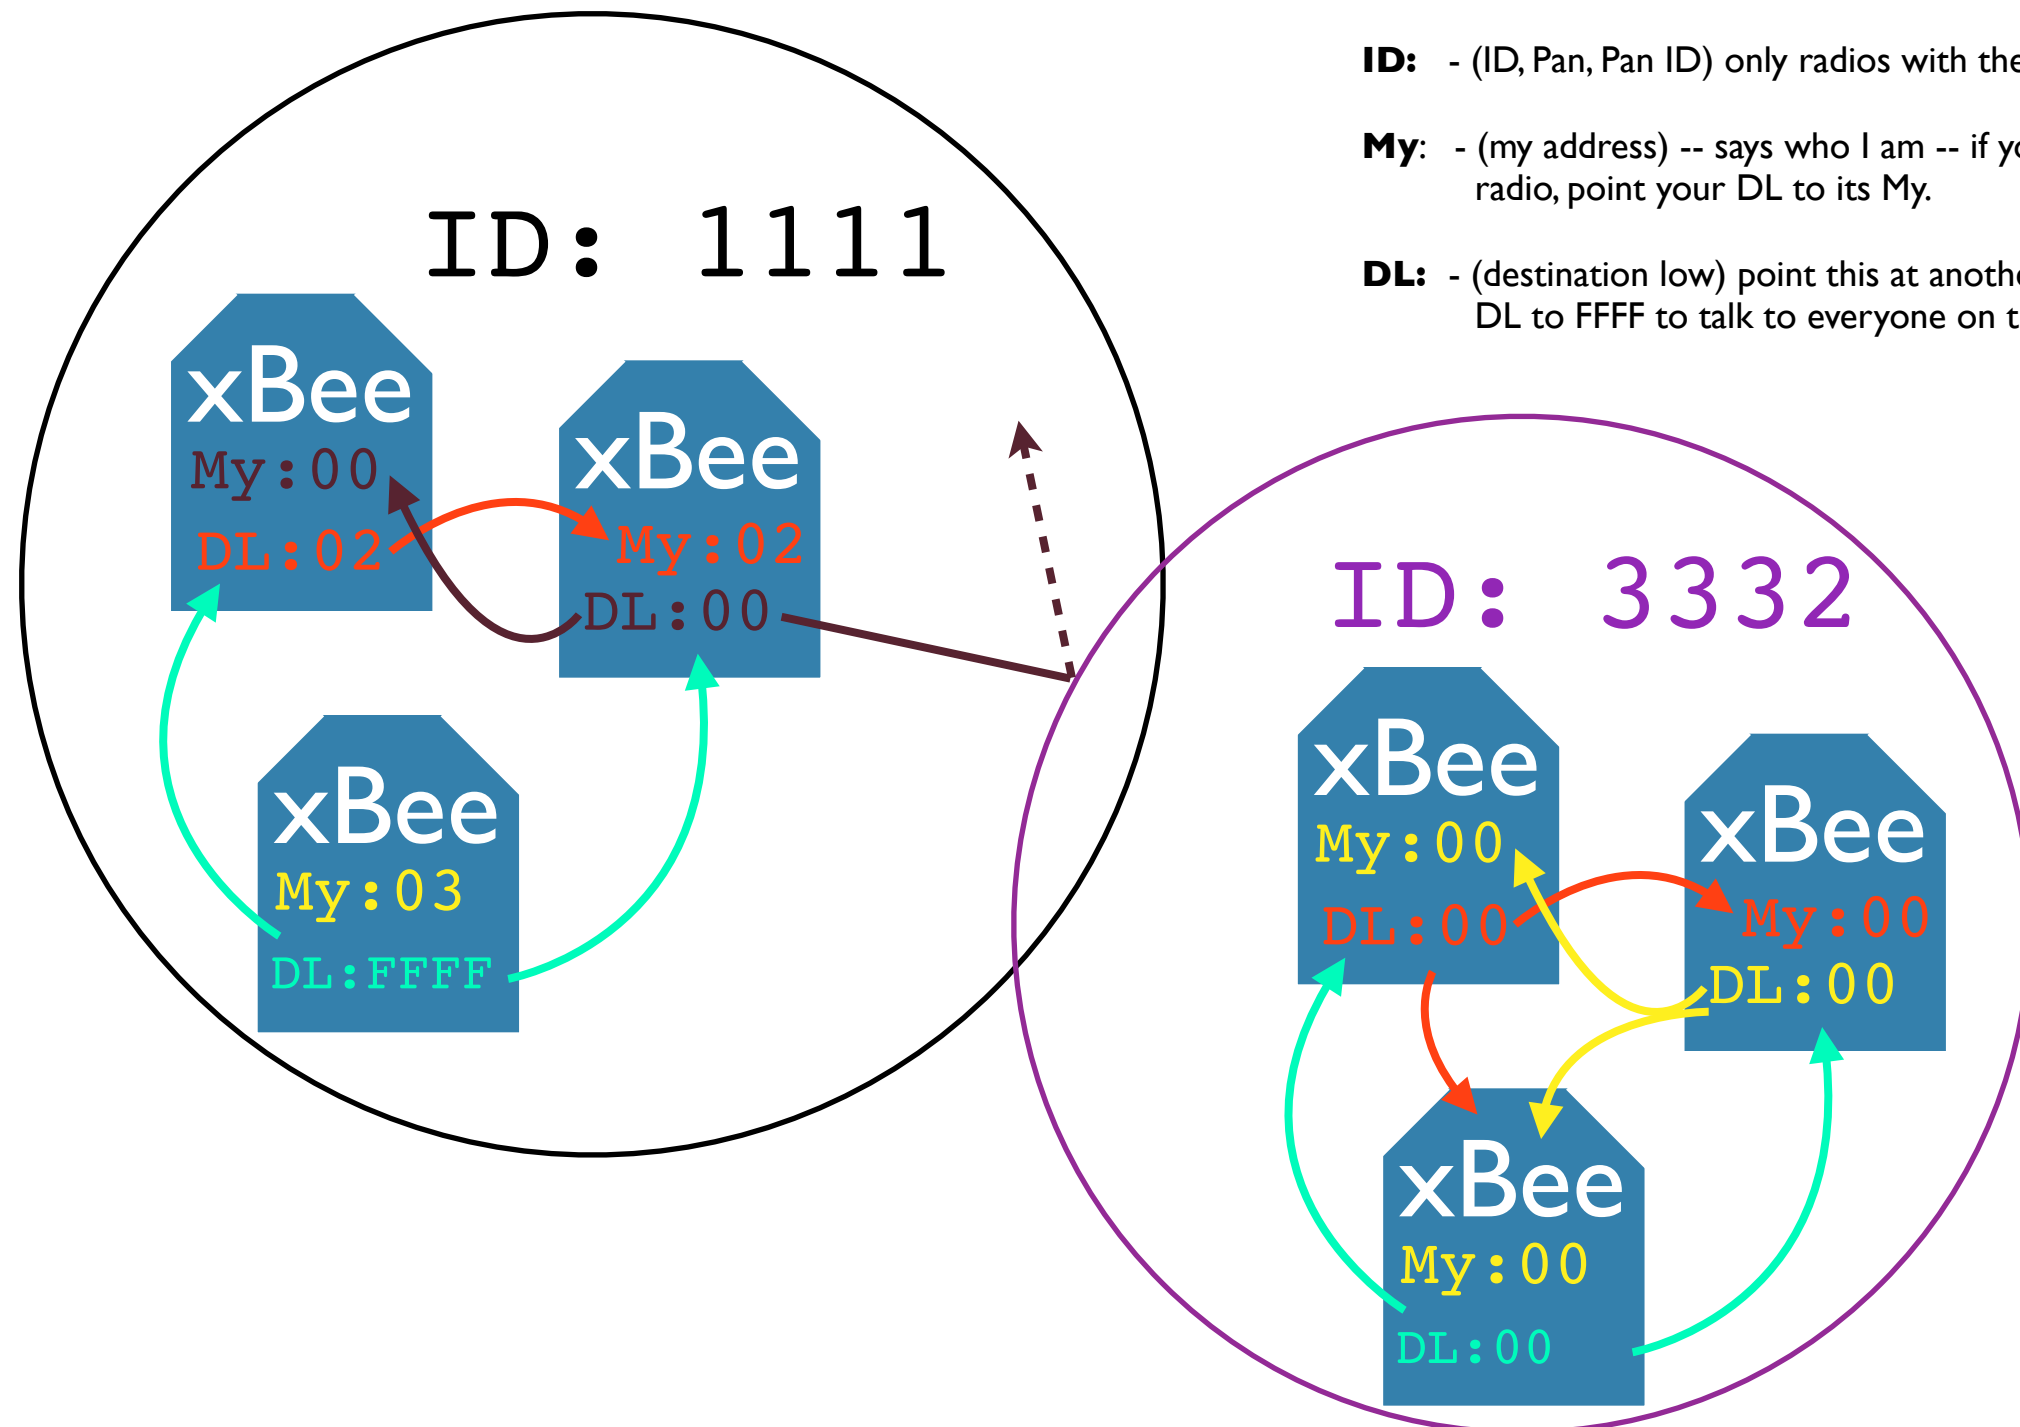 ID: - (ID, Pan, Pan ID) only radios with the
My: - (my address) -- says who I am -- if
radio, point your DL to its My.
DL: - (destination low) point this at
DL to FFFF to talk to everyone on
ID: 1111
xBee
My:00
DL:02
xBee
My:02
DL:00
xBee
My:03
DL:FFFF
ID: 3332
xBee
My:00
DL:00
xBee
My:00
DL:00
xBee
My:00
DL:00